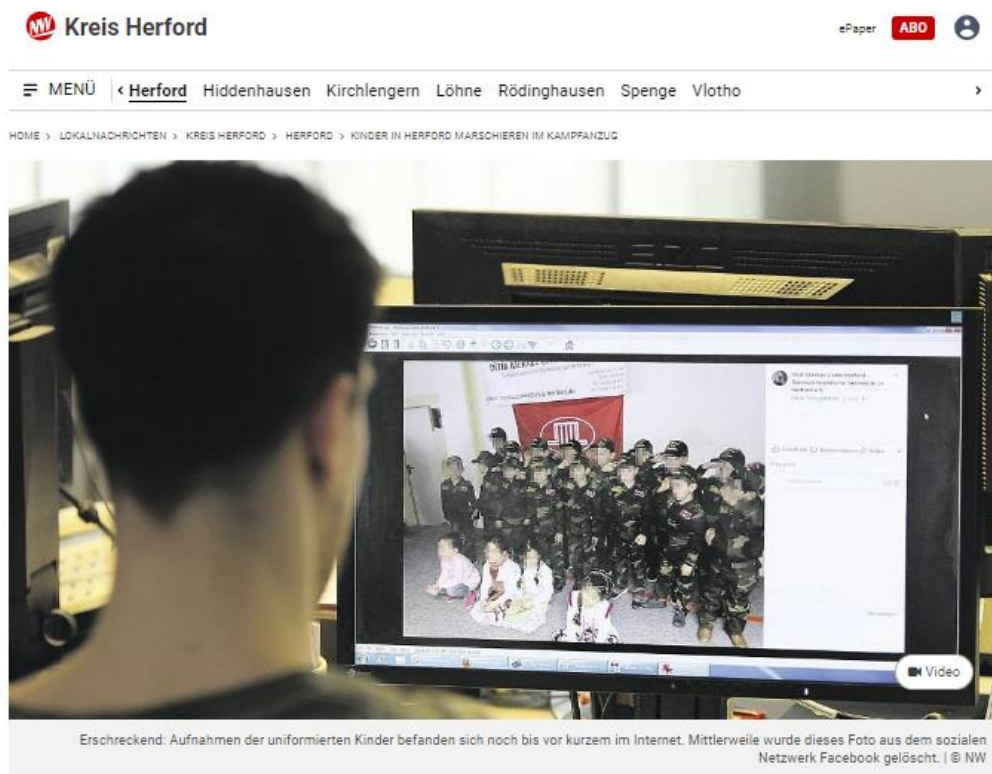 NW Kreis Herford
ePaper ABO
MENÜ Herford Hiddenhausen Kirchlengern Löhne Rödinghausen Spenge Vlotho
HOME > LOKALNACHRICHTEN > KREIS HERFORD > HERFORD > KINDER IN HERFORD MARSCHIEREN IM KAMPFANZUG
EIZO
Video
Erschreckend: Aufnahmen der uniformierten Kinder befanden sich noch bis vor kurzem im Internet. Mittlerweile wurde dieses Foto aus dem sozialen
Netzwerk Facebook gelöscht. | © NW